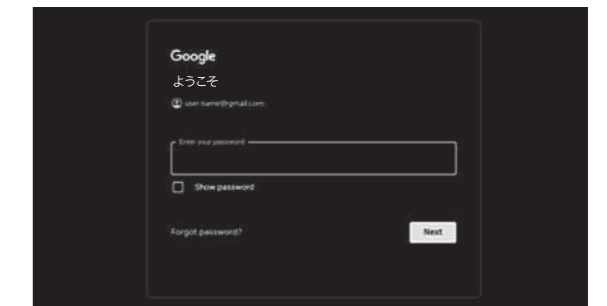 Google
ようこそ
user name@gmail.com
Enter your password
Show password
Forgot password?
Next